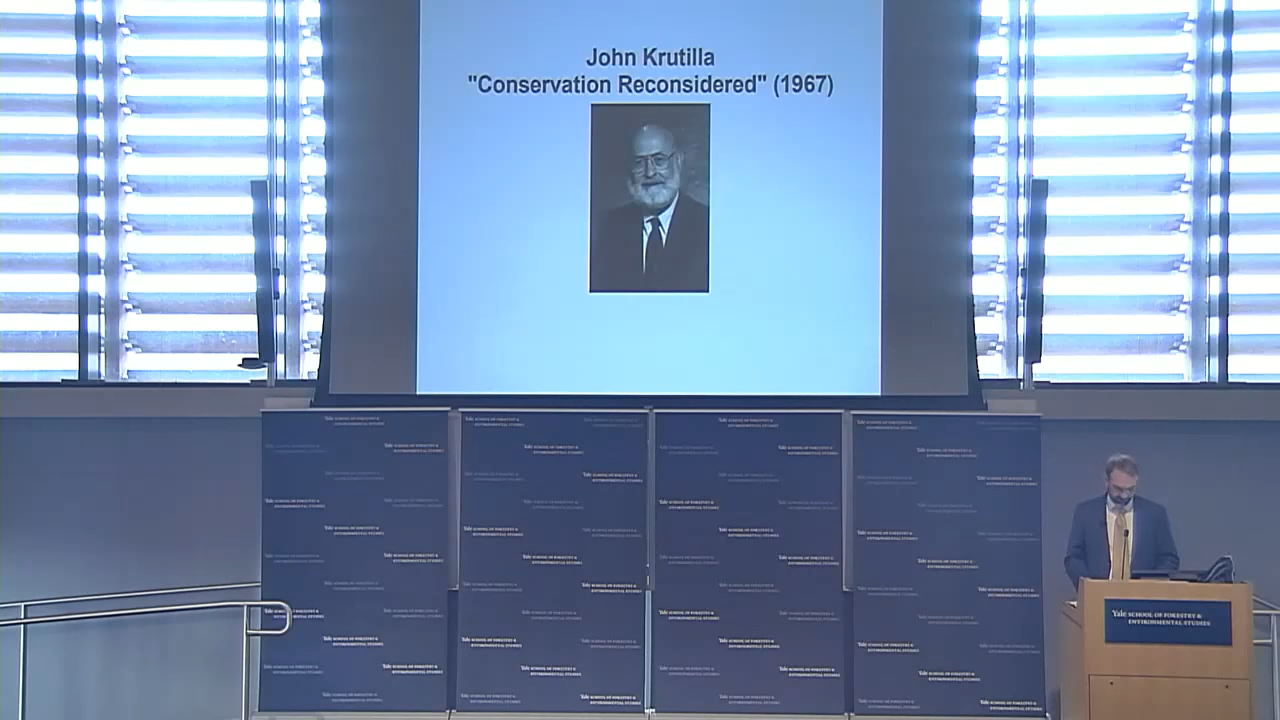 John Krutilla
"Conservation Reconsidered" (1967)
Yale SCHOOL OF FORESTRY &
ENVIRONMENTAL STUDIES